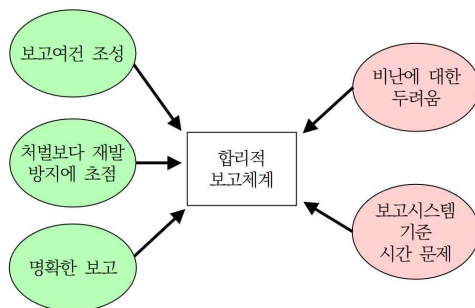 보고여건 조성
처벌보다 재발
방지에 초점
명확한 보고
합리적
보고체계
비난에 대한
두려움
보고시스템
기준
시간 문제